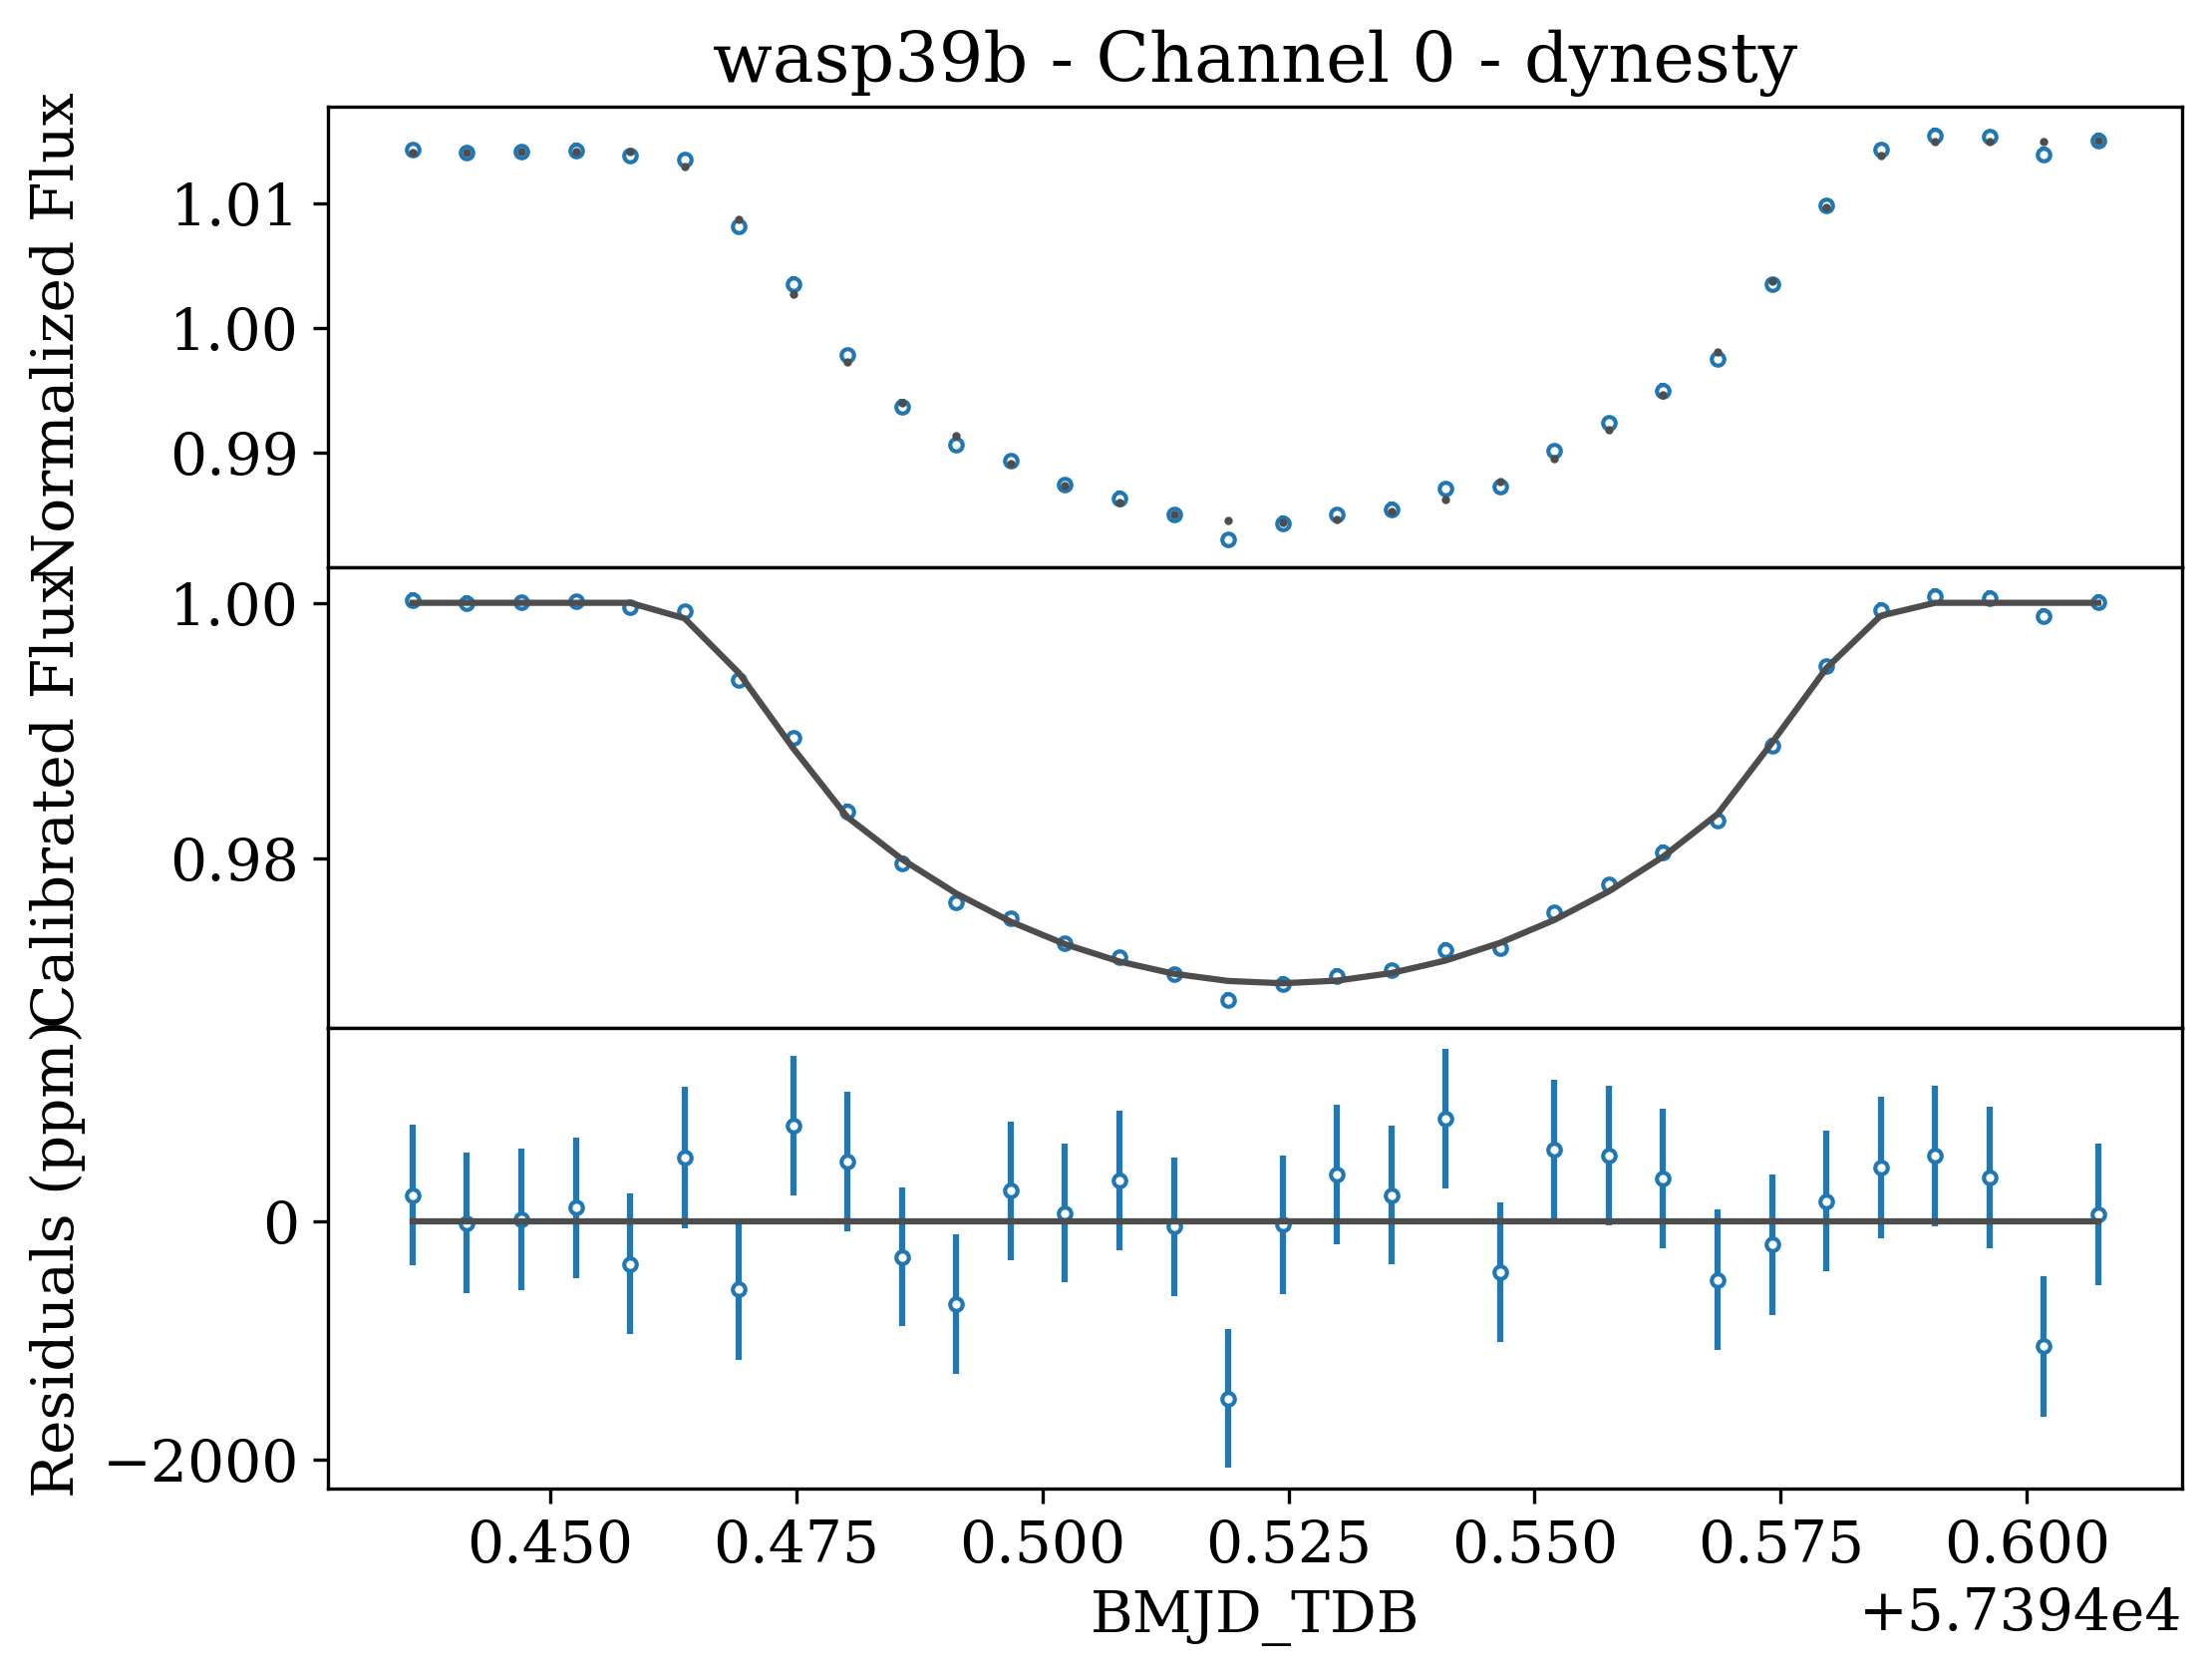 wasp39b - Channel 0 - dynesty
Normalized Flux
1.01
1.00
0.99
Calibrated Flux
1.00
0.98
Residuals (ppm)
0
−2000
0.450 0.475 0.500 0.525 0.550 0.575 0.600
BMJD_TDB
+5.7394e4